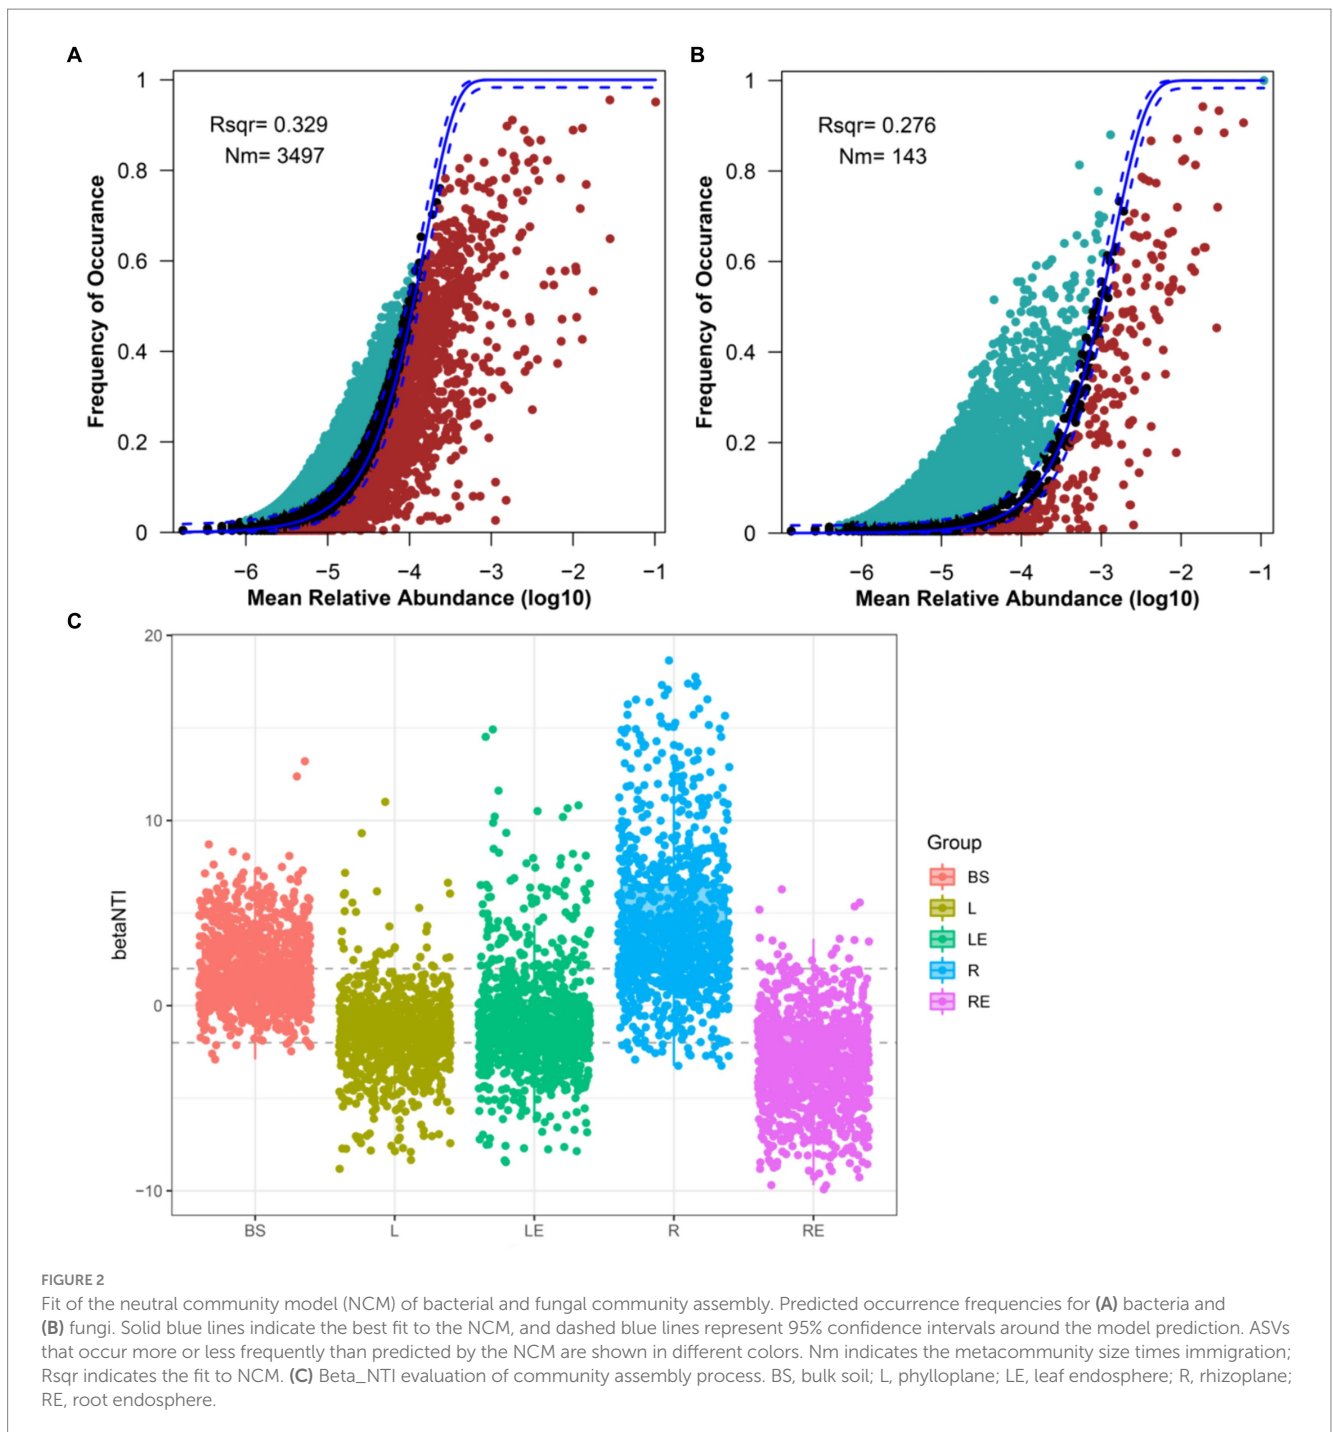 A
B
1
0.8
0.6
0.4
0.2
0
Rsqr= 0.329
Nm= 3497
Frequency of Occurance
−6 −5 −4 −3 −2 −1
Mean Relative Abundance (log10)
1
0.8
0.6
0.4
0.2
0
Rsqr= 0.276
Nm= 143
Frequency of Occurance
−6 −5 −4 −3 −2 −1
Mean Relative Abundance (log10)
C
20
10
0
−10
betaNTI
BS L LE R RE
Group
BS
L
LE
R
RE
FIGURE 2
Fit of the neutral community model (NCM) of bacterial and fungal community assembly. Predicted occurrence frequencies for (A) bacteria and
(B) fungi. Solid blue lines indicate the best fit to the NCM, and dashed blue lines represent 95% confidence intervals around the model prediction. ASVs
that occur more or less frequently than predicted by the NCM are shown in different colors. Nm indicates the metacommunity size times immigration;
Rsqr indicates the fit to NCM. (C) Beta_NTI evaluation of community assembly process. BS, bulk soil; L, phylloplane; LE, leaf endosphere; R, rhizoplane;
RE, root endosphere.